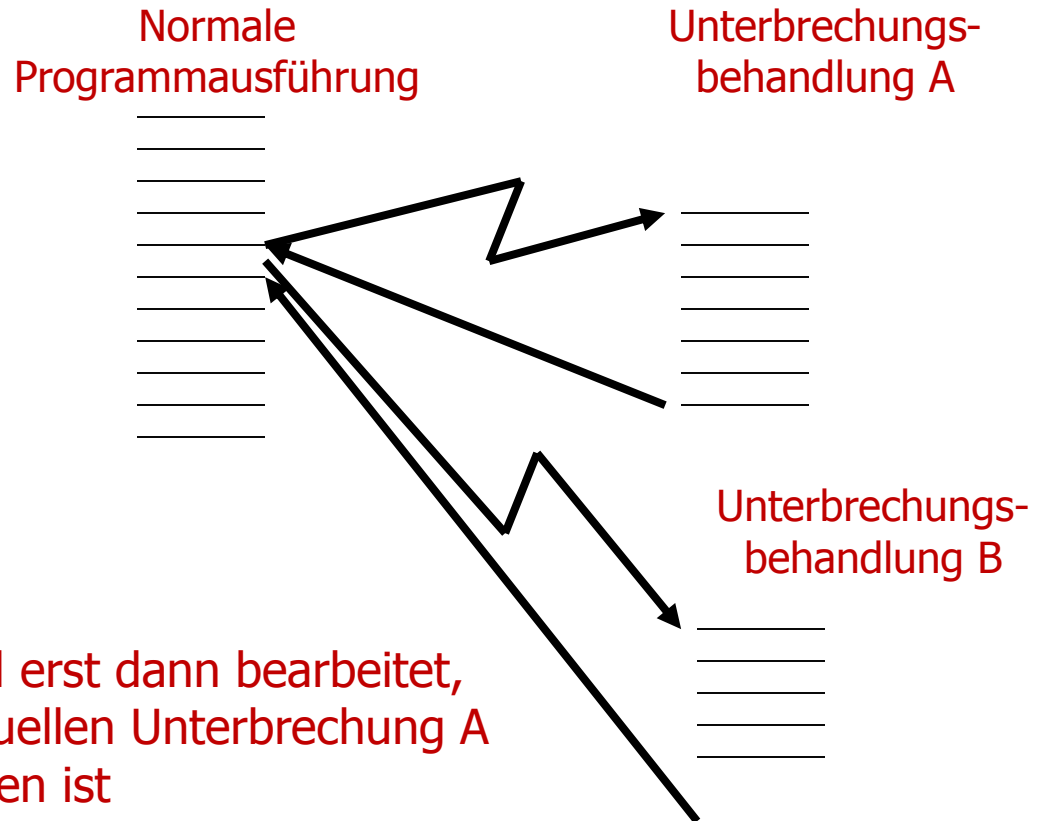 Normale
Programmausführung
Unterbrechungs-
behandlung A
Unterbrechungs-
behandlung B
erst dann bearbeitet,
uellen Unterbrechung A
en ist